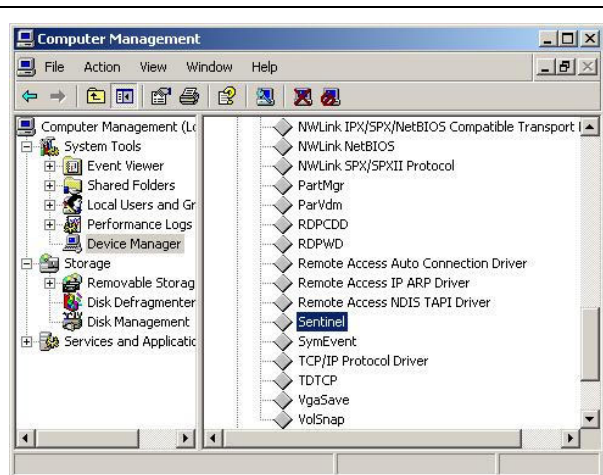 Computer Management
File Action View Window Help
Computer Management (Lo
System Tools
Event Viewer
Shared Folders
Local Users and Gr
Performance Logs
Device Manager
Storage
Removable Storag
Disk Defragmenter
Disk Management
Services and Applicatic
NWLink IPX/SPX/NetBIOS Compatible Transport
NWLink NetBIOS
NWLink SPX/SPXII Protocol
PartMgr
ParVdm
RDPCDD
RDPWD
Remote Access Auto Connection Driver
Remote Access IP ARP Driver
Remote Access NDIS TAPI Driver
Sentinel
SymEvent
TCP/IP Protocol Driver
TDTCP
VgaSave
VolSnap